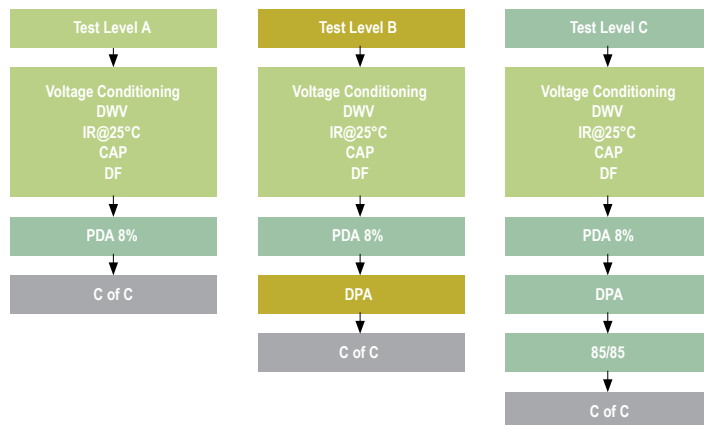 Test Level A
Voltage Conditioning
DWV
IR@25°C
CAP
DF
PDA 8%
C of C
Test Level B
Voltage Conditioning
DWV
IR@25°C
CAP
DF
PDA 8%
DPA
C of C
Test Level C
Voltage Conditioning
DWV
IR@25°C
CAP
DF
PDA 8%
DPA
85/85
C of C